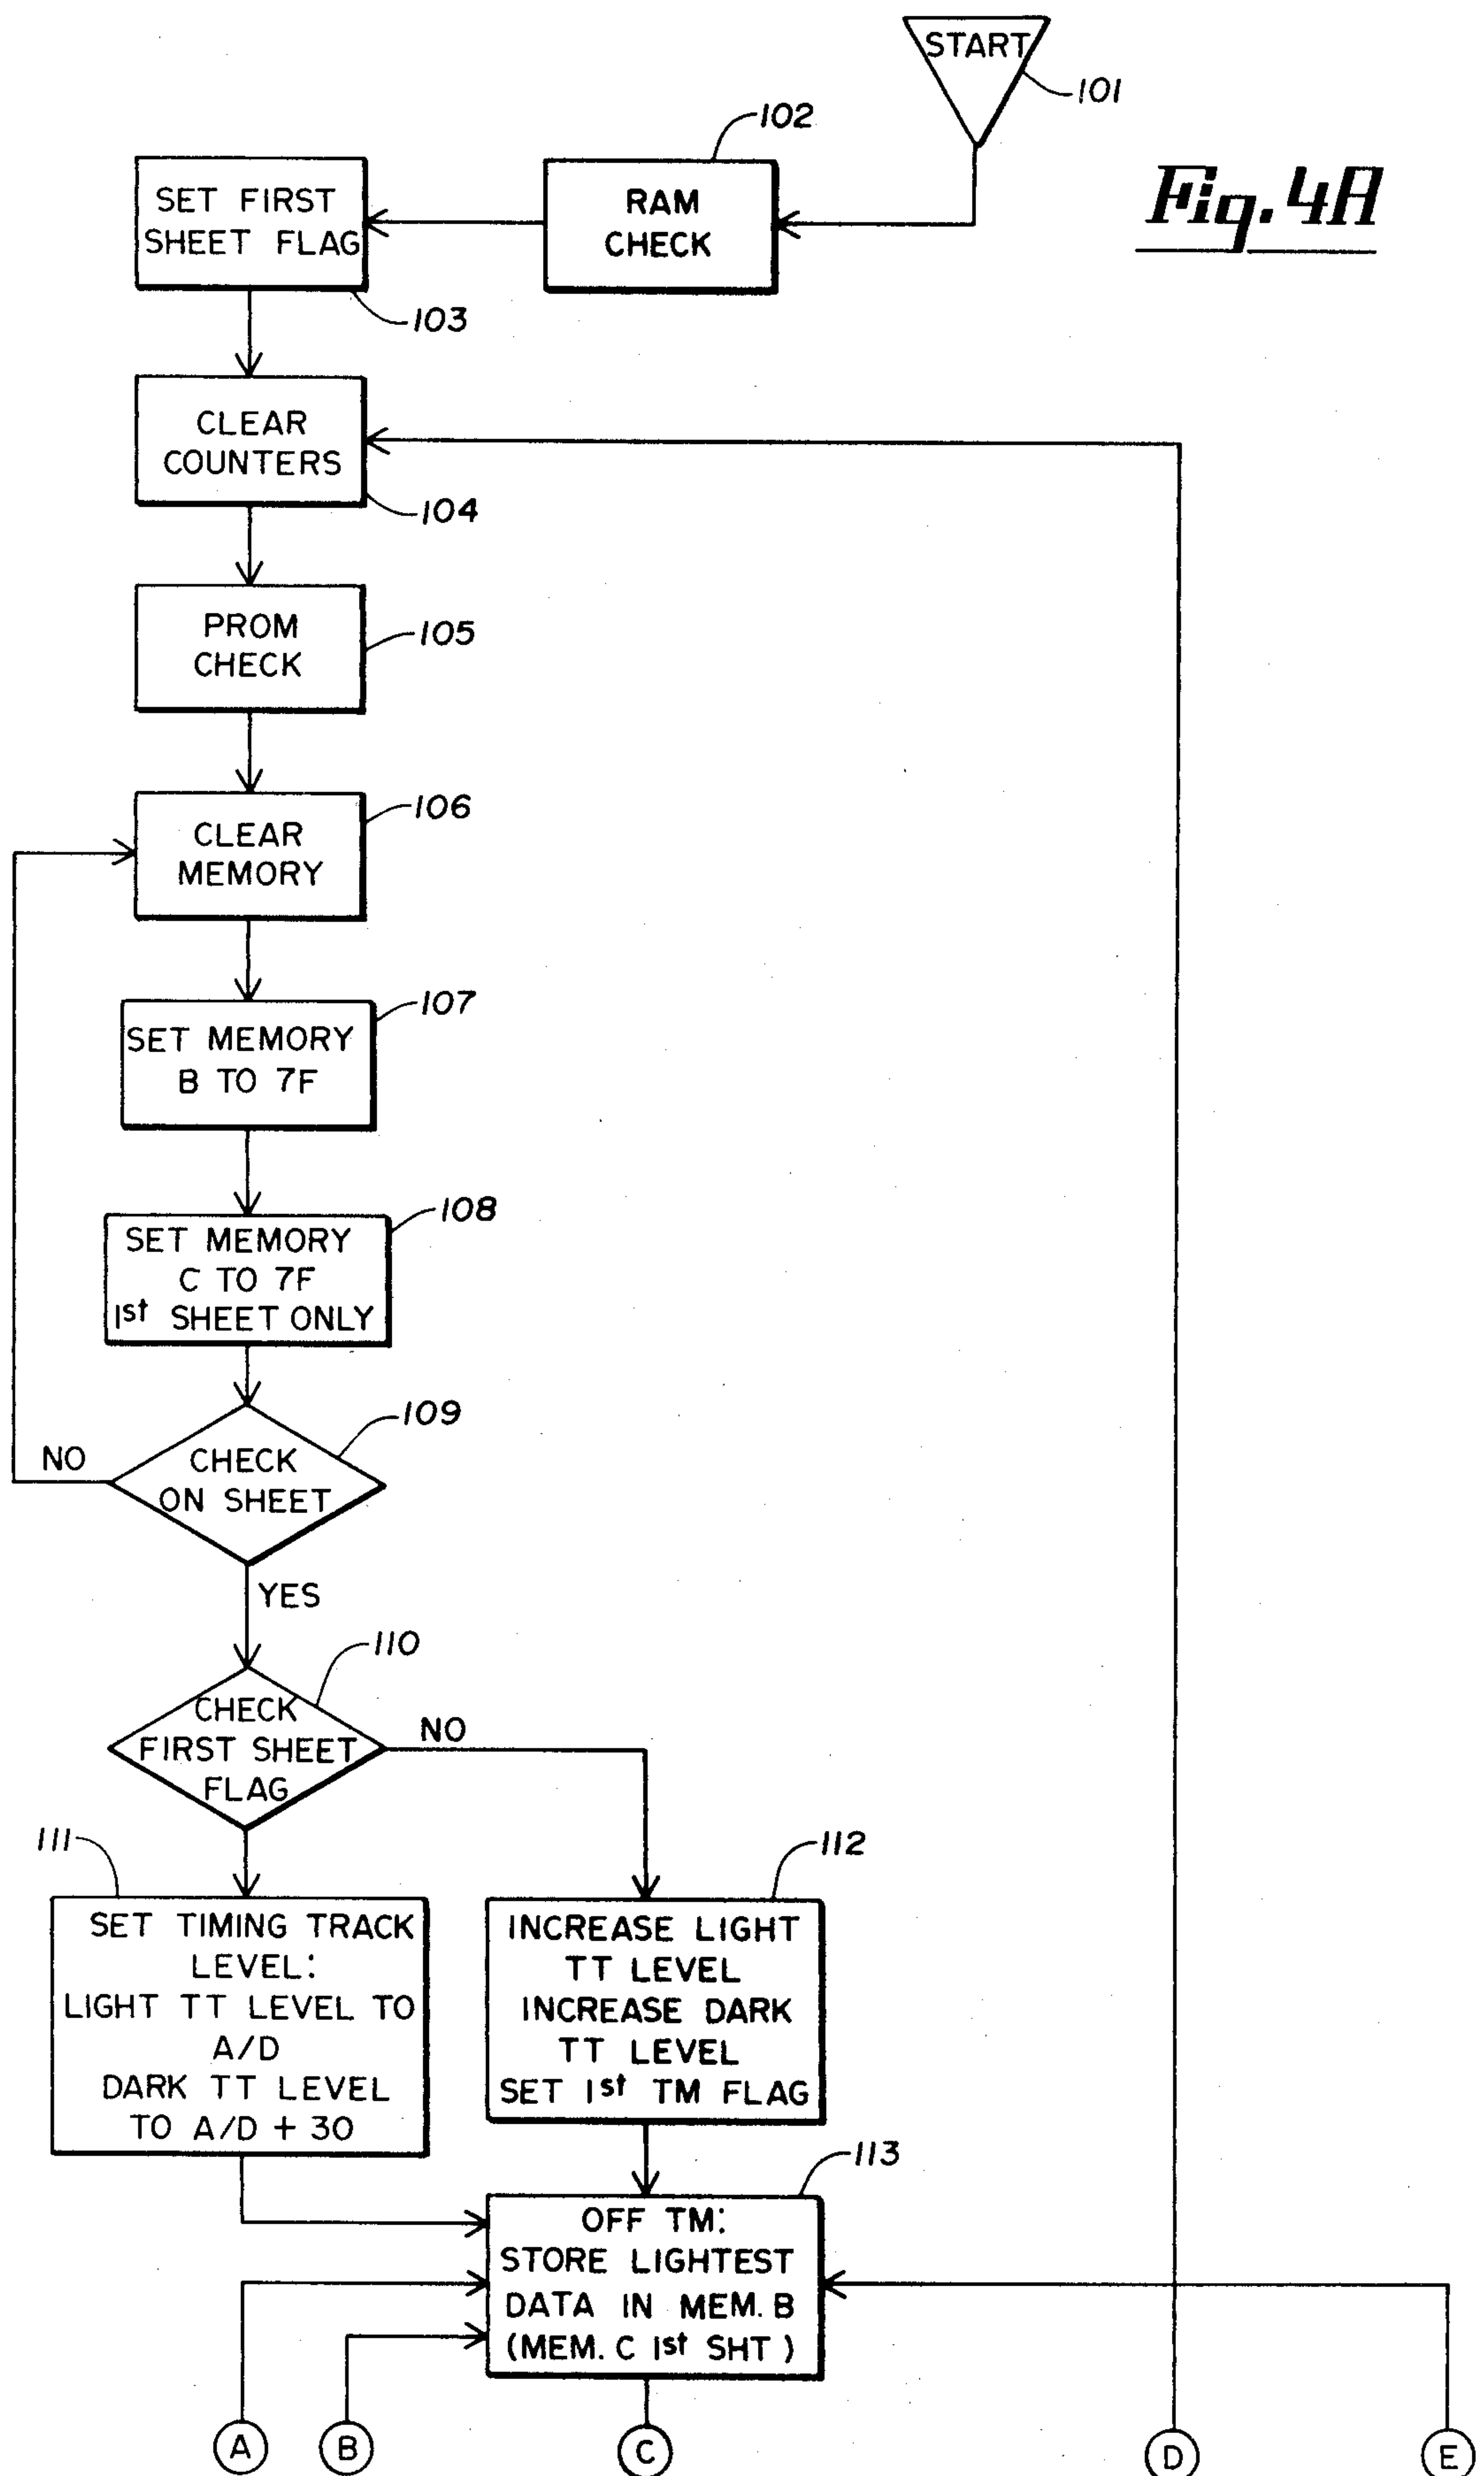 START
101
102
Fig. 4A
RAM
CHECK
SET FIRST
SHEET FLAG
103
CLEAR
COUNTERS
104
PROM
CHECK
105
106
CLEAR
MEMORY
107
SET MEMORY
B TO 7F
108
SET MEMORY
C TO 7F
1st SHEET ONLY
109
CHECK
ON SHEET
NO
YES
110
CHECK
FIRST SHEET
FLAG
NO
111
SET TIMING TRACK
LEVEL:
LIGHT TT LEVEL TO
A/D
DARK TT LEVEL
TO A/D + 30
112
INCREASE LIGHT
TT LEVEL
INCREASE DARK
TT LEVEL
SET 1st TM FLAG
113
OFF TM:
STORE LIGHTEST
DATA IN MEM. B
(MEM. C 1st SHT )
A
B
C
D
E